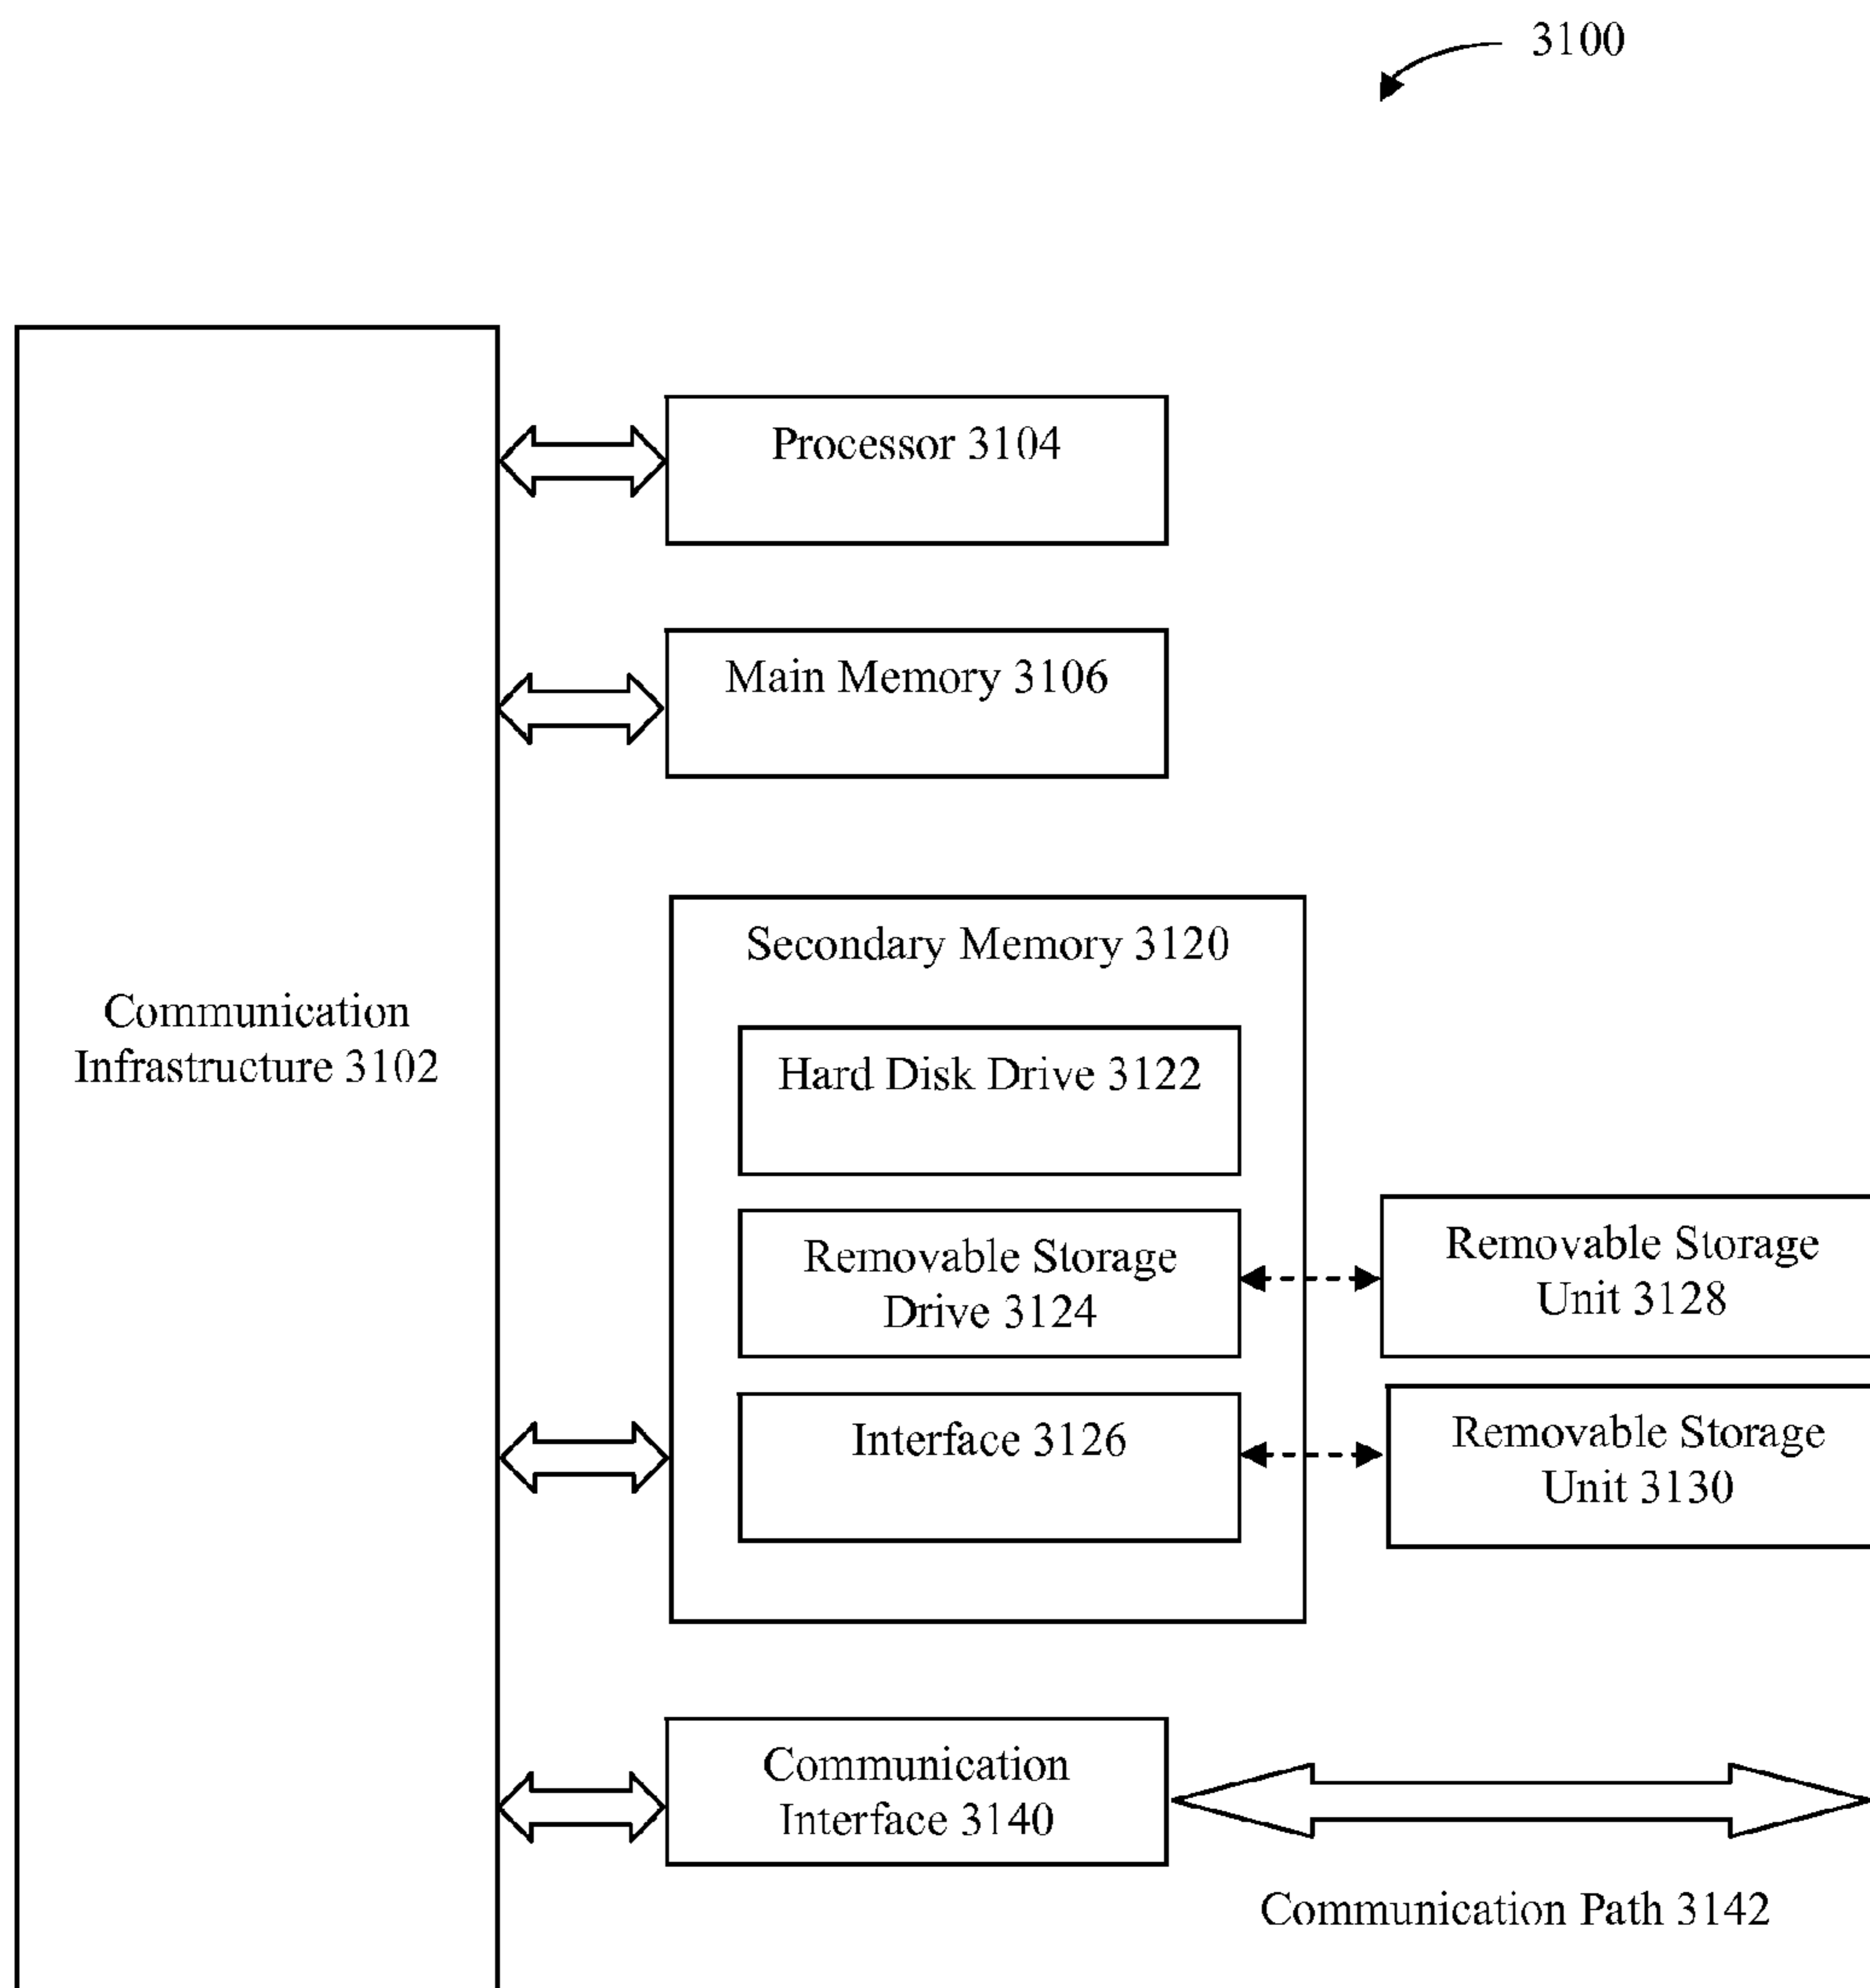 3100
Processor 3104
Main Memory 3106
Secondary Memory 3120
Communication
Infrastructure 3102
Hard Disk Drive 3122
Removable Storage
Drive 3124
Removable Storage
Unit 3128
Interface 3126
Removable Storage
Unit 3130
Communication
Interface 3140
Communication Path 3142